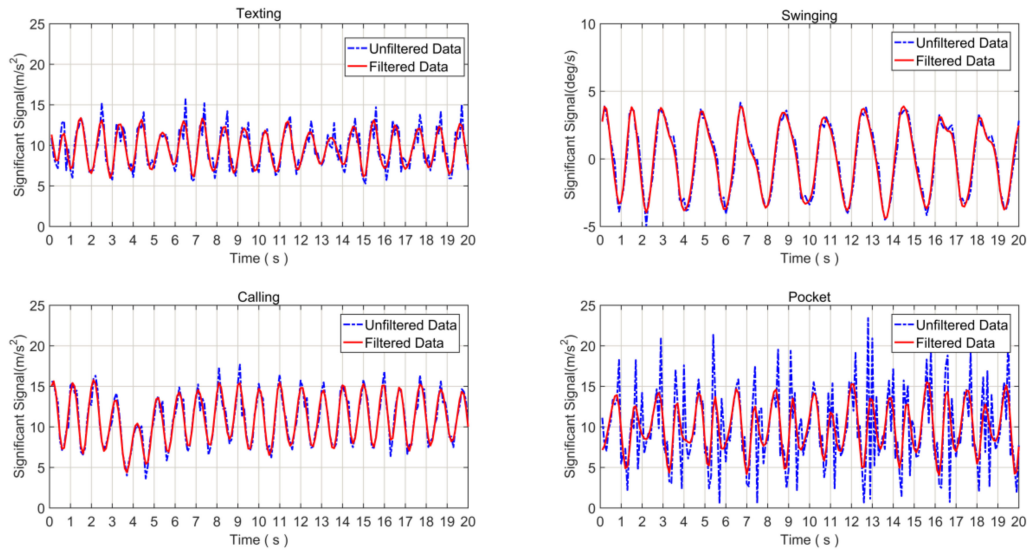 Texting
25
20
15
10
5
0
Significant Signal(m/s²)
Unfiltered Data
Filtered Data
0 1 2 3 4 5 6 7 8 9 10 11 12 13 14 15 16 17 18 19 20
Time ( s )
Swinging
10
5
0
-5
Significant Signal(deg/s)
Unfiltered Data
Filtered Data
0 1 2 3 4 5 6 7 8 9 10 11 12 13 14 15 16 17 18 19 20
Time ( s )
Calling
25
20
15
10
5
0
Significant Signal(m/s²)
Unfiltered Data
Filtered Data
0 1 2 3 4 5 6 7 8 9 10 11 12 13 14 15 16 17 18 19 20
Time ( s )
Pocket
25
20
15
10
5
0
Significant Signal(m/s²)
Unfiltered Data
Filtered Data
0 1 2 3 4 5 6 7 8 9 10 11 12 13 14 15 16 17 18 19 20
Time ( s )